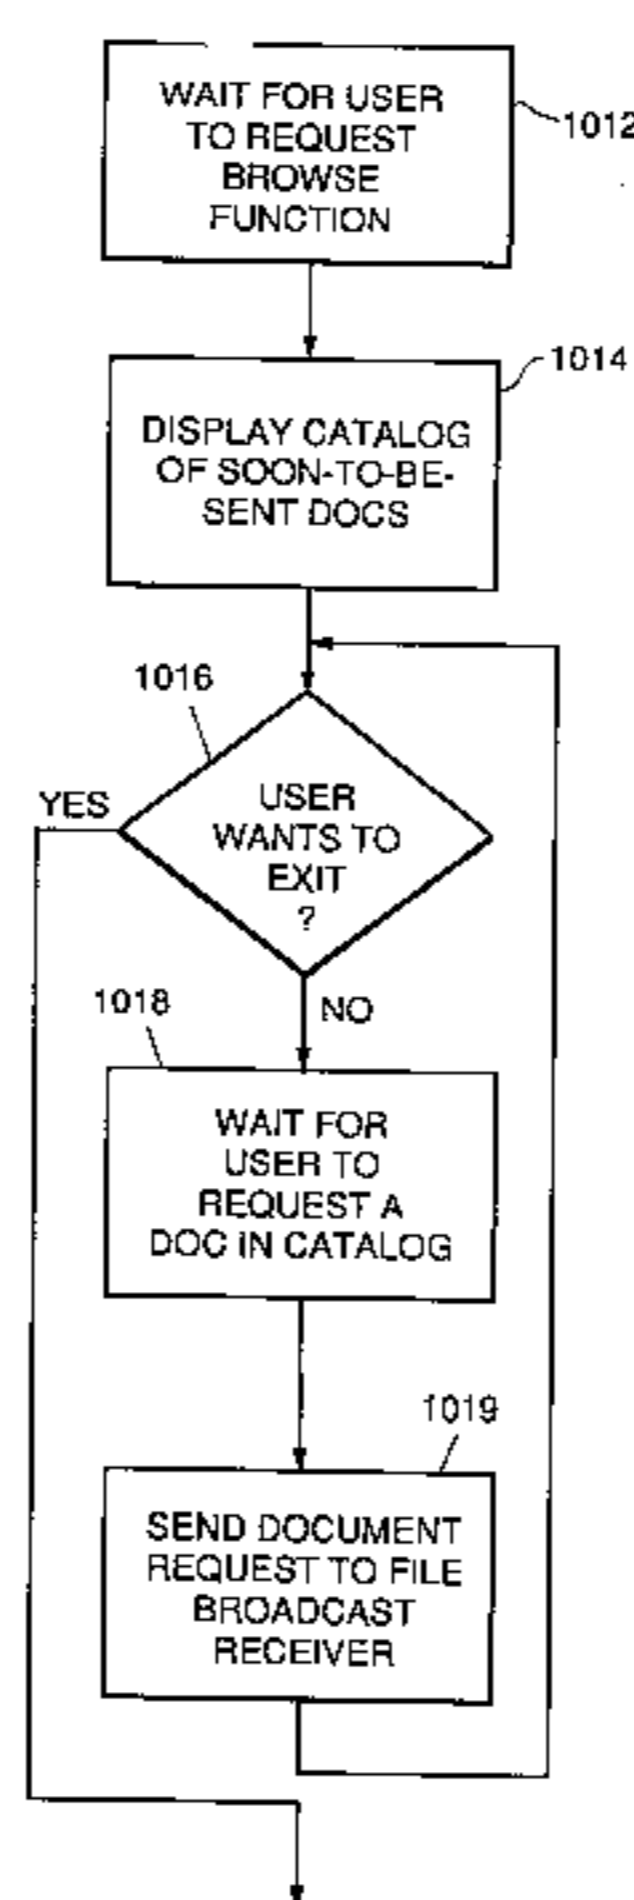 WAIT FOR USER
TO REQUEST
BROWSE
FUNCTION
1012
1014
DISPLAY CATALOG
OF SOON-TO-BE-
SENT DOCS
1016
YES
USER
WANTS TO
EXIT
?
NO
1018
WAIT FOR
USER TO
REQUEST A
DOC IN CATALOG
1019
SEND DOCUMENT
REQUEST TO FILE
BROADCAST
RECEIVER